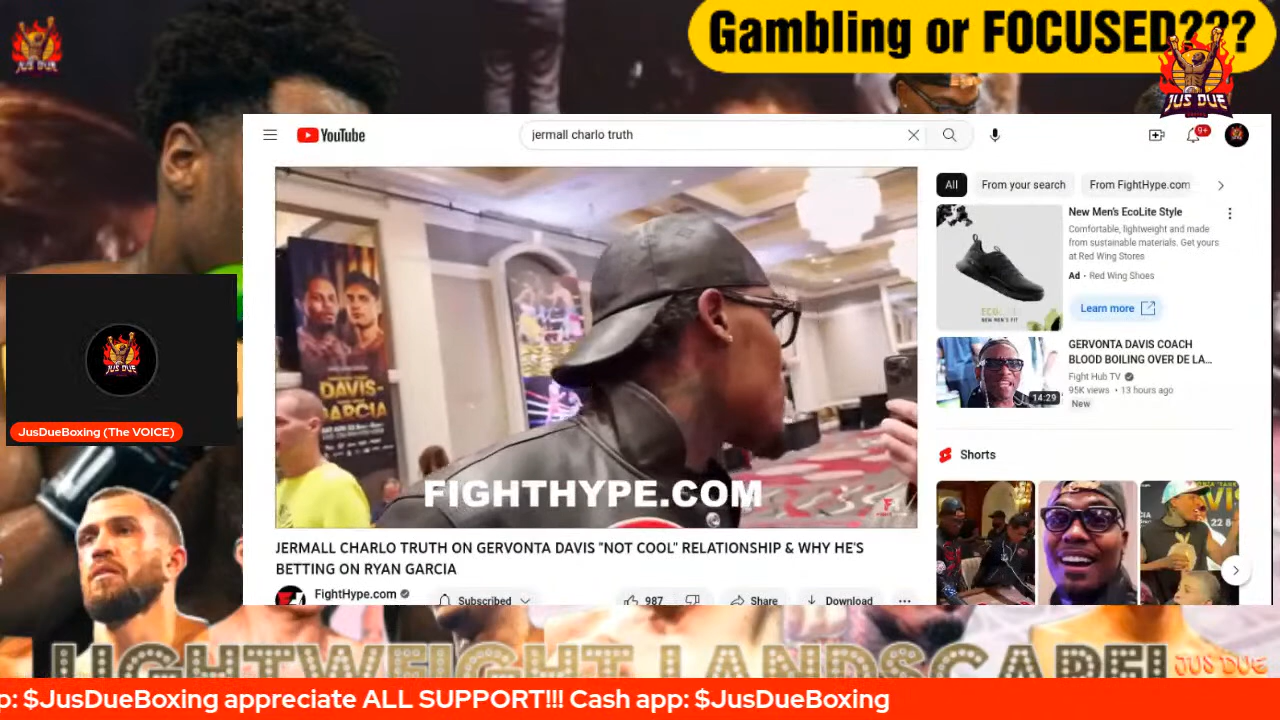 Gambling or FOCUSED???
JUS DUE
JUS DUE
YouTube
jermall charlo truth
9+
All
From your search
From FightHype.com
New Men's EcoLite Style
Comfortable, lightweight and made
from sustainable materials. Get yours
at Red Wing Stores
Ad · Red Wing Shoes
Learn more
GERVONTA DAVIS COACH
BLOOD BOILING OVER DE LA...
Fight Hub TV
95K views · 13 hours ago
New
14:29
DAVIS-
GARCIA
FIGHTHYPE.COM
JUS DUE
JusDueBoxing (The VOICE)
Shorts
JERMALL CHARLO TRUTH ON GERVONTA DAVIS "NOT COOL" RELATIONSHIP & WHY HE'S
BETTING ON RYAN GARCIA
FightHype.com
Subscribed
987
Share
Download
LIGHTWEIGHT LANDSCAPE!
JUS DUE
p: $JusDueBoxing appreciate ALL SUPPORT!!! Cash app: $JusDueBoxing